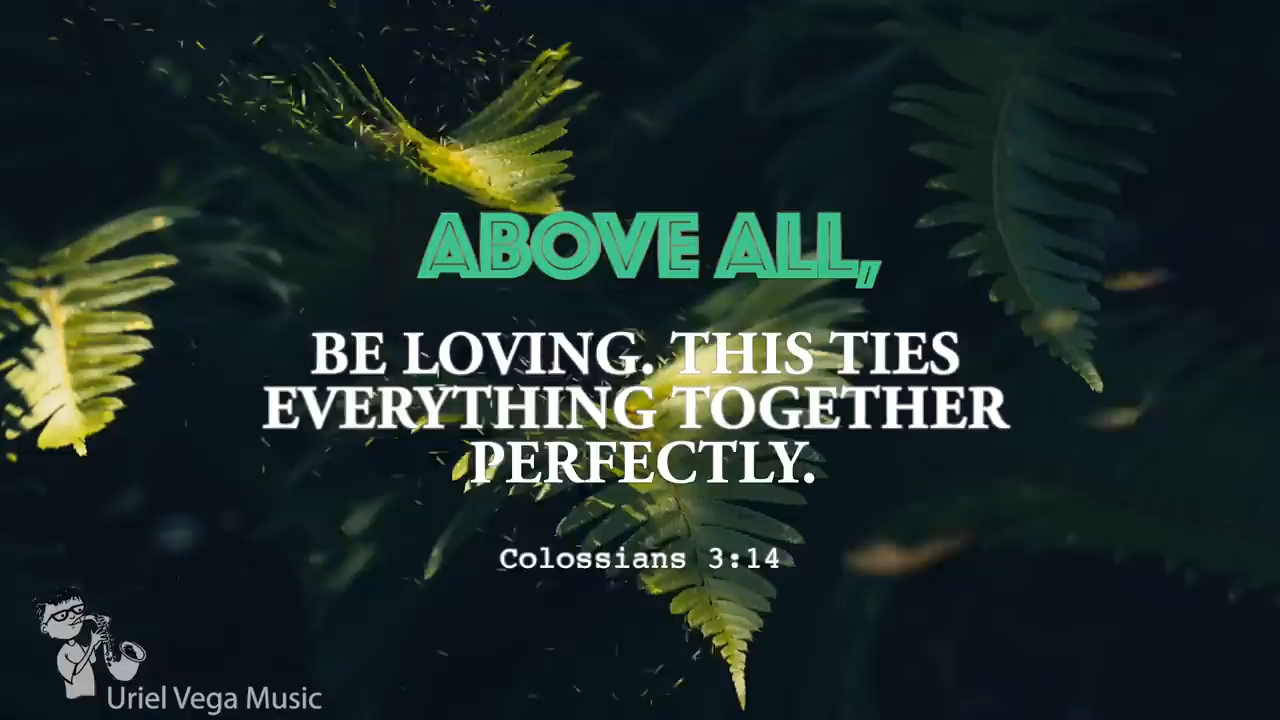 ABOVE ALL,
BE LOVING. THIS TIES
EVERYTHING TOGETHER
PERFECTLY.
Colossians 3:14
Uriel Vega Music